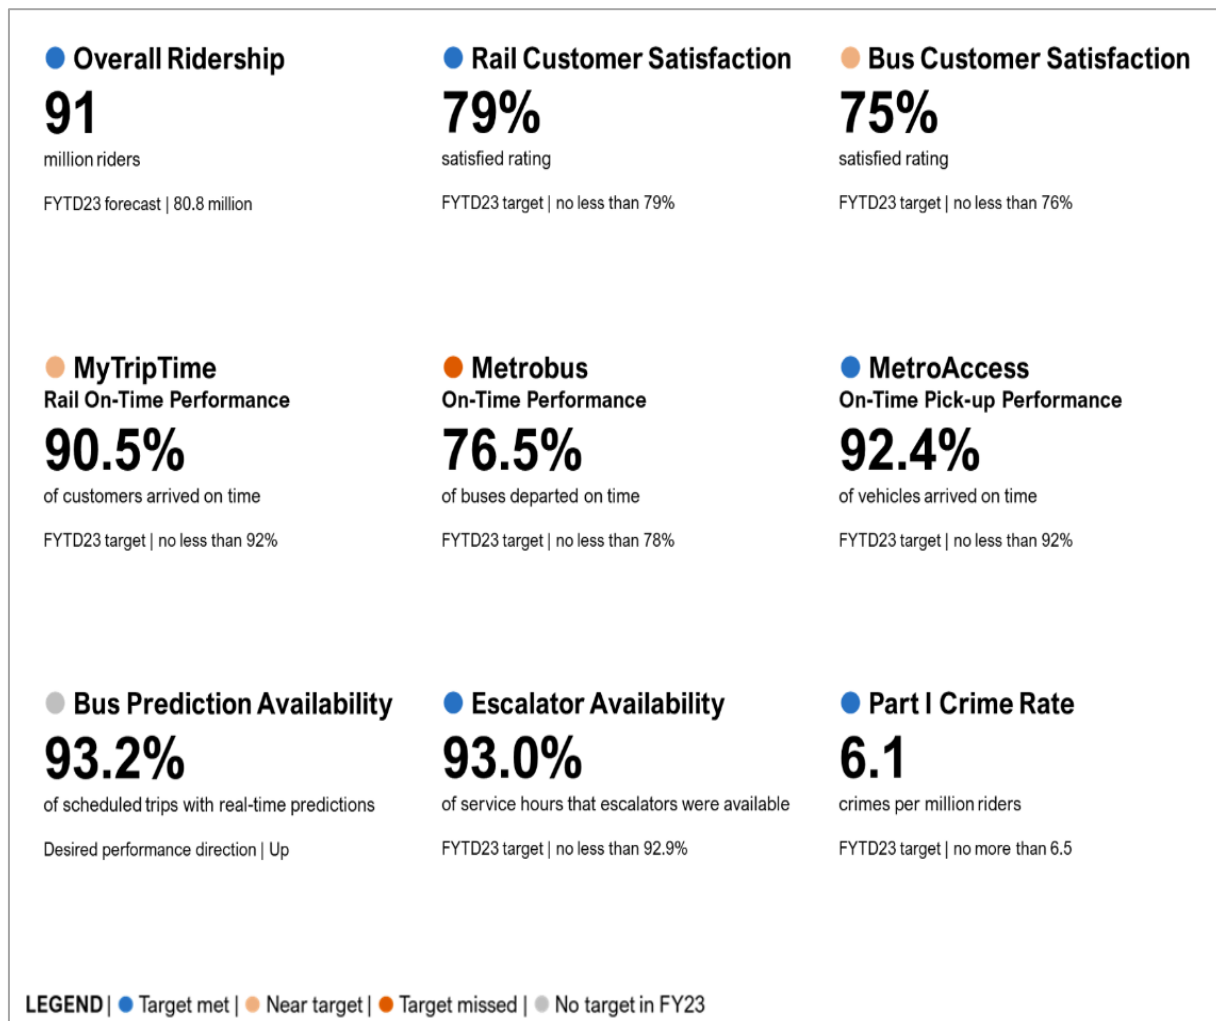 Overall Ridership
91
million riders
FYTD23 forecast | 80.8 million
Rail Customer Satisfaction
79%
satisfied rating
FYTD23 target | no less than 79%
Bus Customer Satisfaction
75%
satisfied rating
FYTD23 target | no less than 76%
MyTripTime
Rail On-Time Performance
90.5%
of customers arrived on time
FYTD23 target | no less than 92%
Metrobus
On-Time Performance
76.5%
of buses departed on time
FYTD23 target | no less than 78%
MetroAccess
On-Time Pick-up Performance
92.4%
of vehicles arrived on time
FYTD23 target | no less than 92%
Bus Prediction Availability
93.2%
of scheduled trips with real-time predictions
Desired performance direction | Up
Escalator Availability
93.0%
of service hours that escalators were available
FYTD23 target | no less than 92.9%
Part I Crime Rate
6.1
crimes per million riders
FYTD23 target | no more than 6.5
LEGEND | Target met | Near target | Target missed | No target in FY23